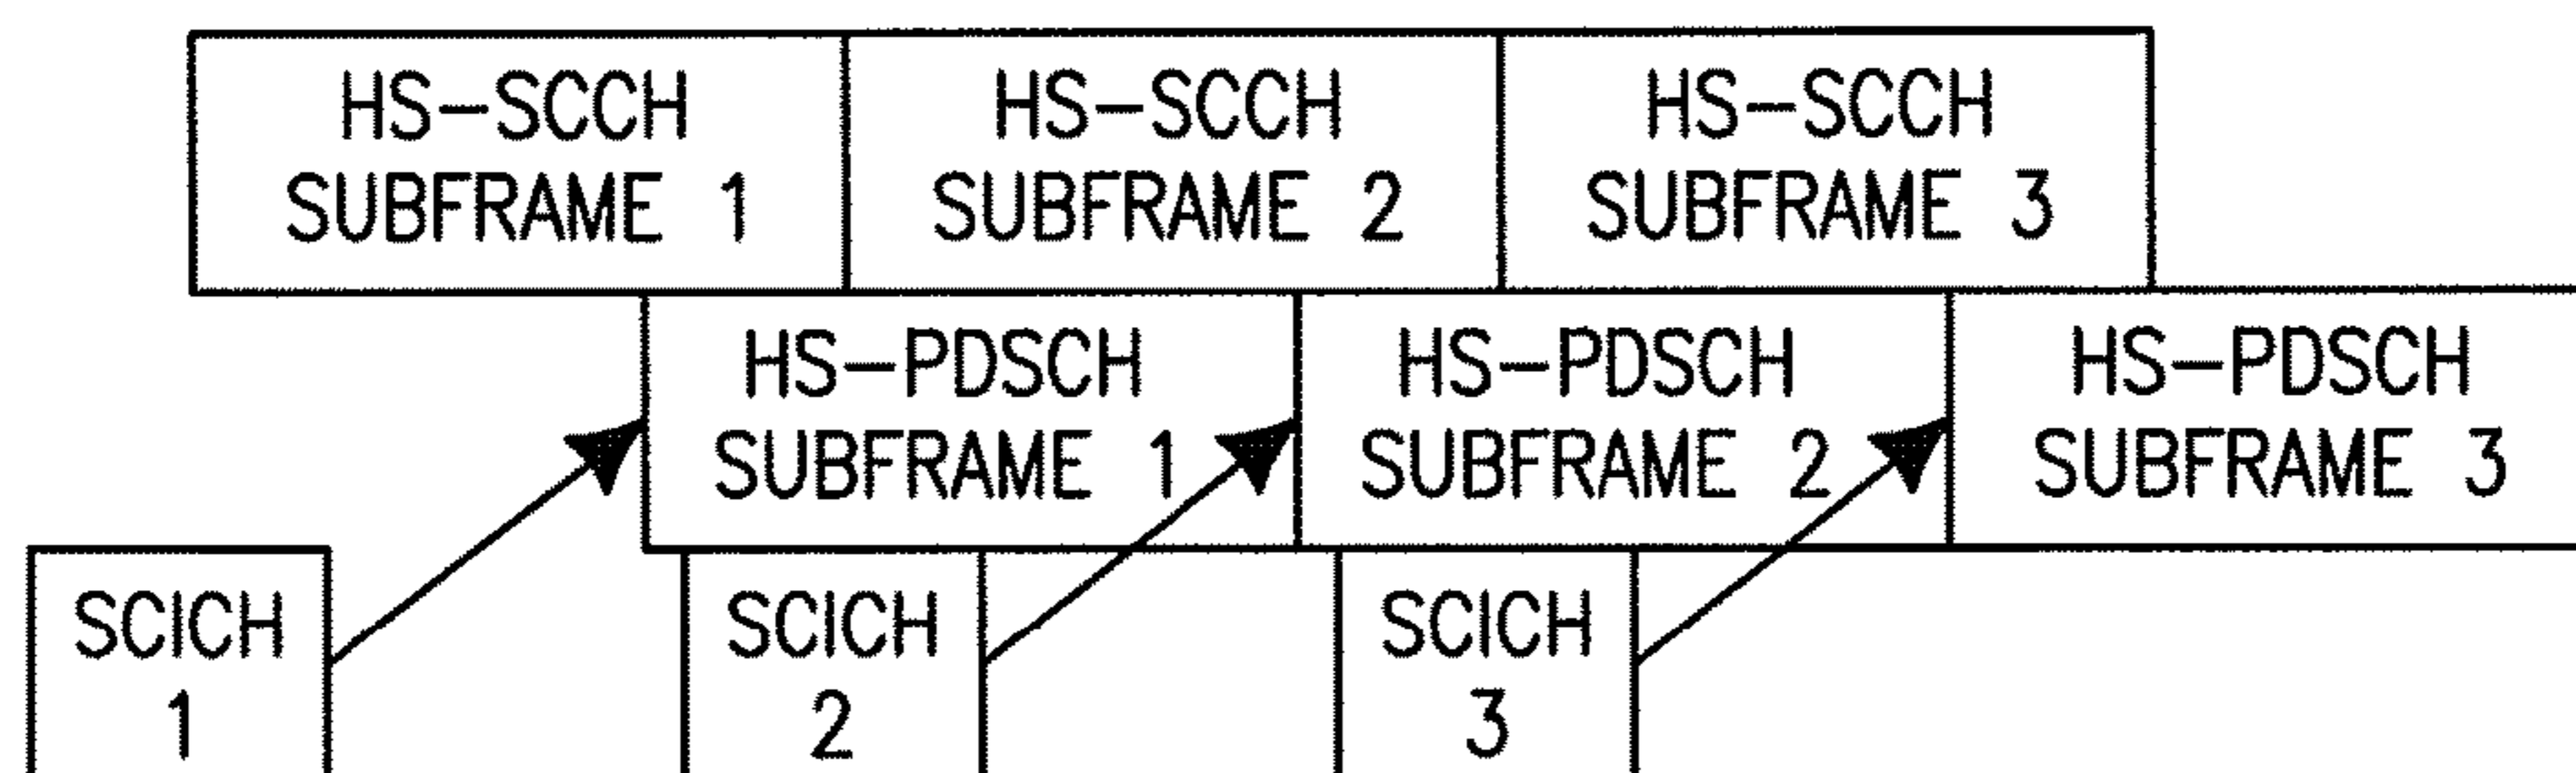 HS-SCCH
SUBFRAME 1
HS-SCCH
SUBFRAME 2
HS-SCCH
SUBFRAME 3
HS-PDSCH
SUBFRAME 1
HS-PDSCH
SUBFRAME 2
HS-PDSCH
SUBFRAME 3
SCICH
1
SCICH
2
SCICH
3